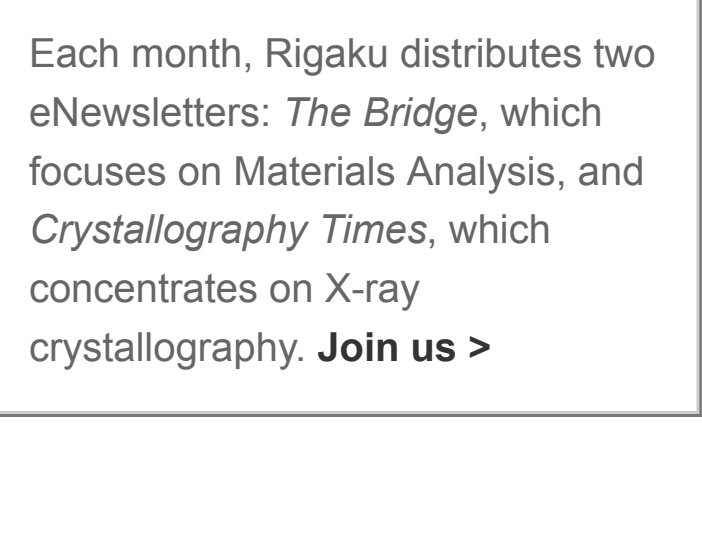 Each month, Rigaku distributes two
eNewsletters: The Bridge, which
focuses on Materials Analysis, and
Crystallography Times, which
concentrates on X-ray
crystallography. Join us >